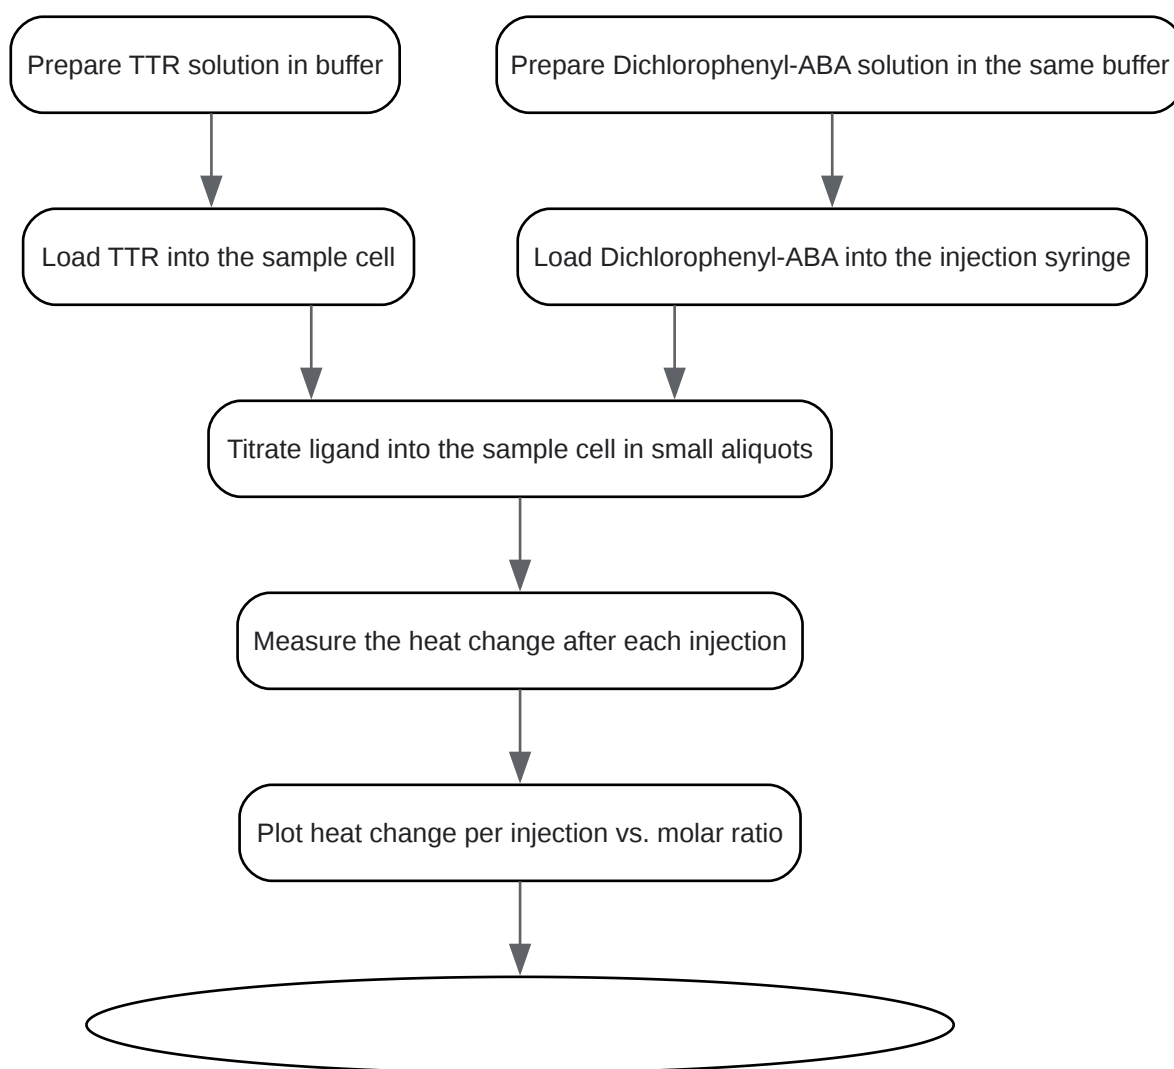 Prepare TTR solution in buffer
Prepare Dichlorophenyl-ABA solution in the same buffer
Load TTR into the sample cell
Load Dichlorophenyl-ABA into the injection syringe
Titrate ligand into the sample cell in small aliquots
Measure the heat change after each injection
Plot heat change per injection vs. molar ratio